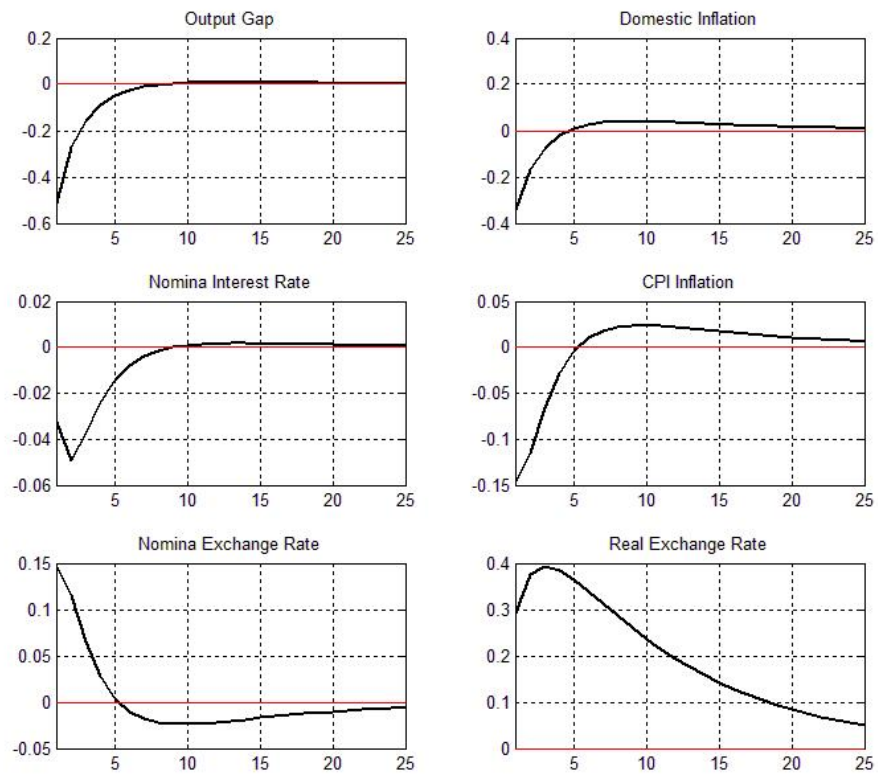 Output Gap
0.2
0
-0.2
-0.4
-0.6
5 10 15 20 25
Domestic Inflation
0.4
0.2
0
-0.2
-0.4
5 10 15 20 25
Nomina Interest Rate
0.02
0
-0.02
-0.04
-0.06
5 10 15 20 25
CPI Inflation
0.05
0
-0.05
-0.1
-0.15
5 10 15 20 25
Nomina Exchange Rate
0.15
0.1
0.05
0
-0.05
5 10 15 20 25
Real Exchange Rate
0.4
0.3
0.2
0.1
0
5 10 15 20 25